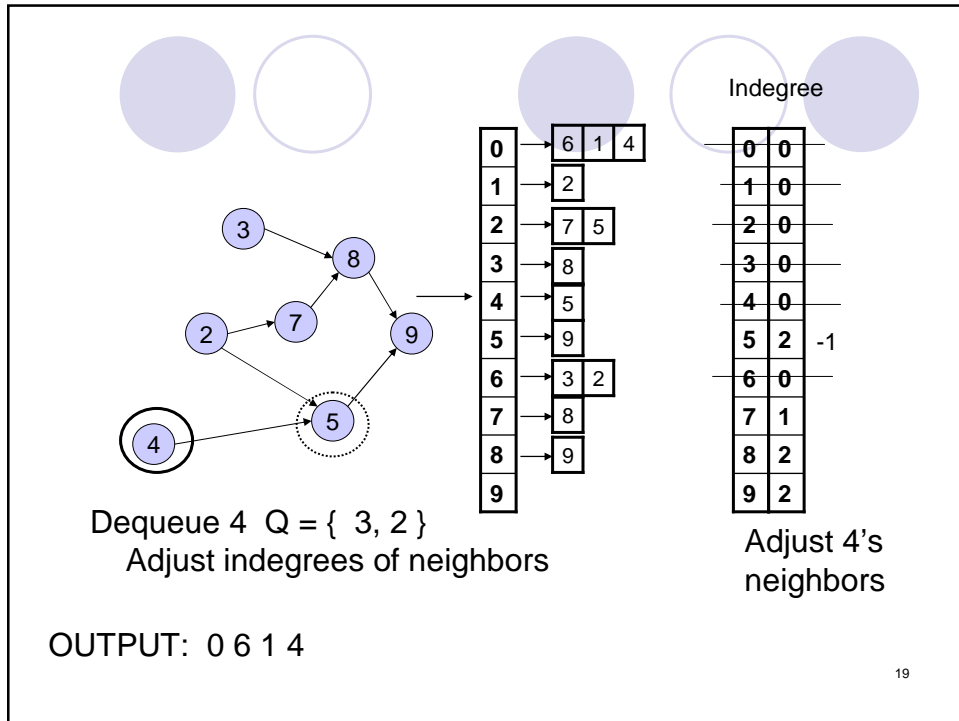 Indegree
0 6 1 4 0 0
1 2 1 0
2 7 5 2 0
3 8 3 0
4 5 4 0
5 9 5 2 -1
6 3 2 6 0
7 8 7 1
8 9 8 2
9 9 2
3
8
7
2
9
5
4
Dequeue 4 Q = { 3, 2 }
Adjust indegrees of neighbors
Adjust 4’s
neighbors
OUTPUT: 0 6 1 4
19